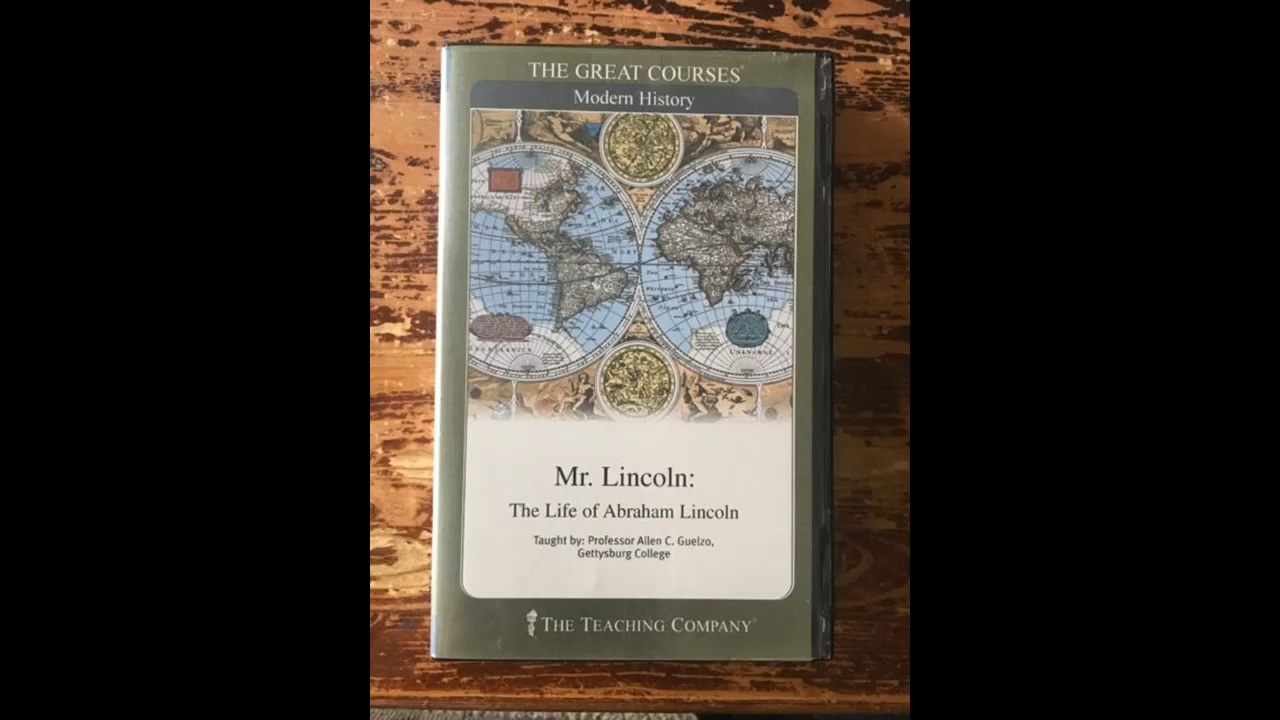 THE GREAT COURSES®
Modern History
Mr. Lincoln:
The Life of Abraham Lincoln
Taught by: Professor Allen C. Guelzo,
Gettysburg College
THE TEACHING COMPANY®